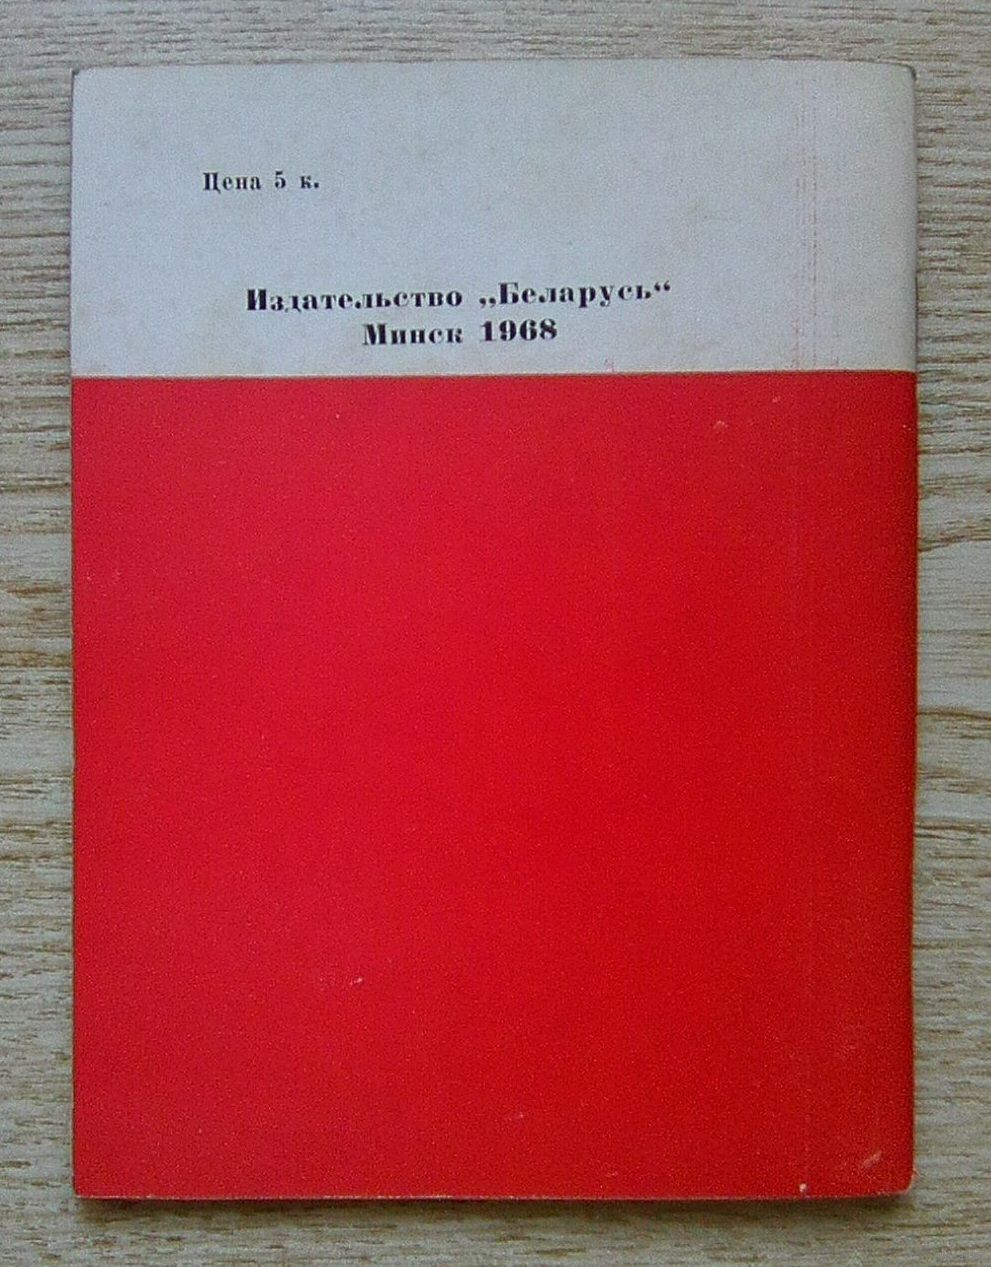 Цена 5 к.
Издательство „Беларусь“
Минск 1968